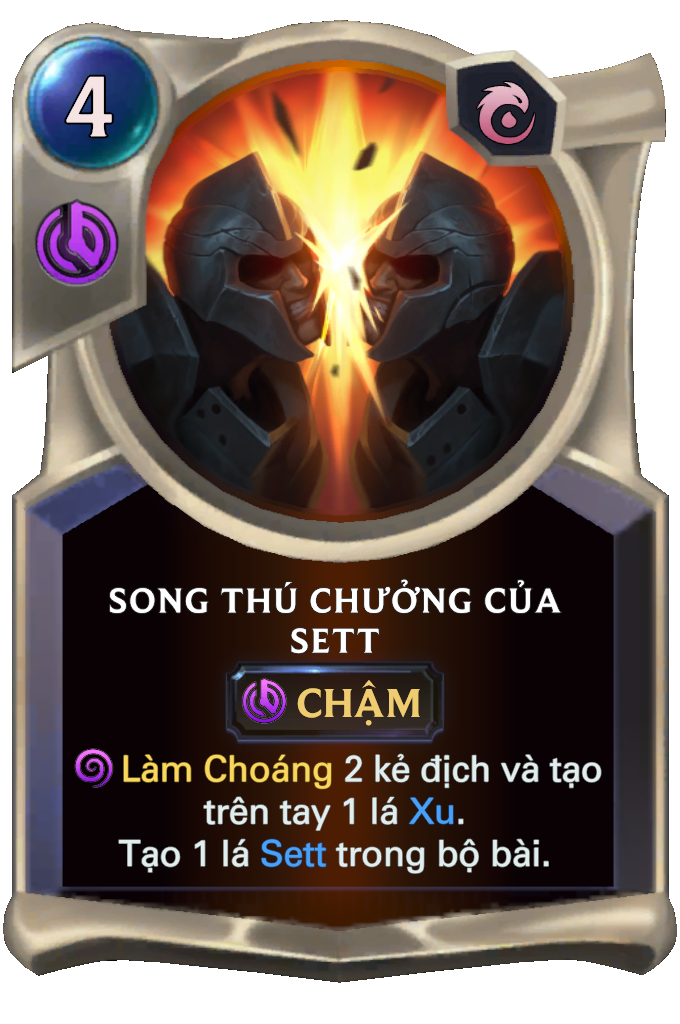 4
SONG THÚ CHƯỞNG CỦA
SETT
CHẬM
Làm Choáng 2 kẻ địch và tạo
trên tay 1 lá Xu.
Tạo 1 lá Sett trong bộ bài.